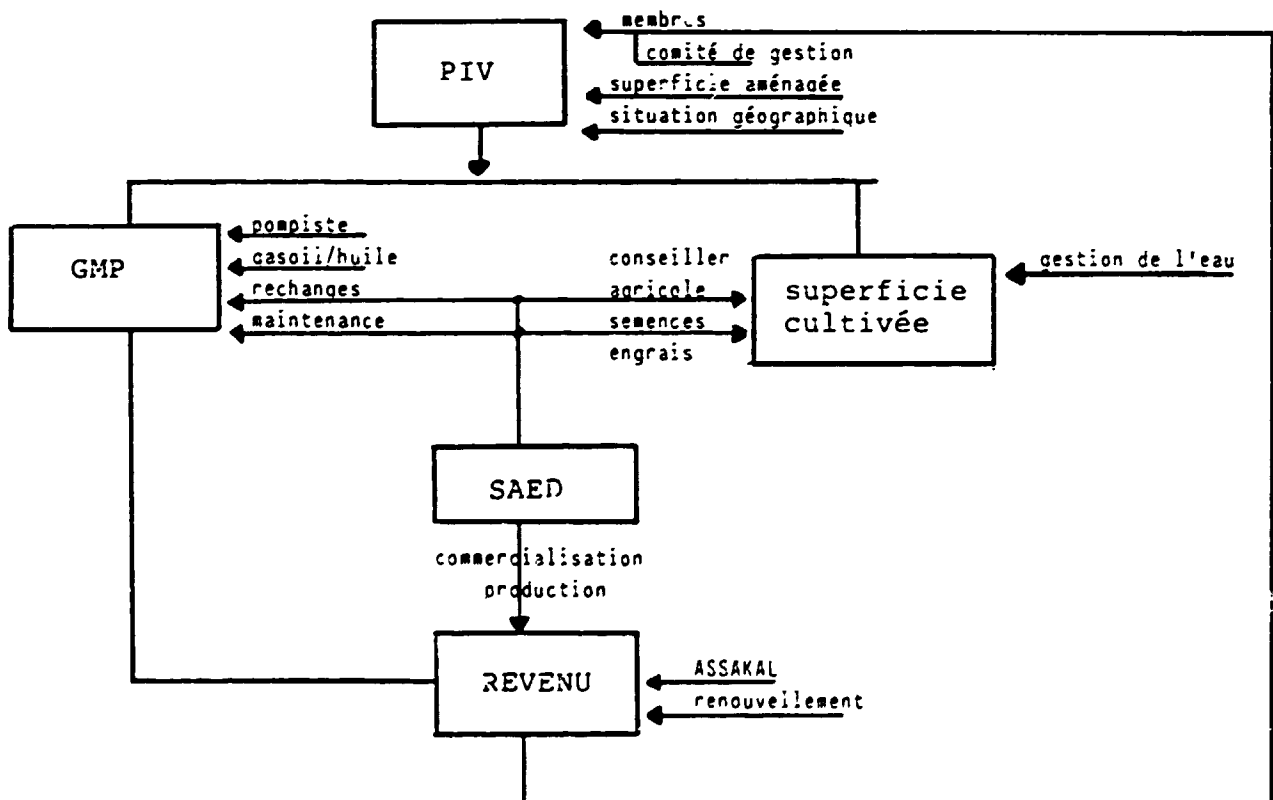 membres
comité de gestion
PIV
superficie aménagée
situation géographique
pompiste
GMP
gasoil/huile
rechanges
maintenance
conseiller
agricole
semences
engrais
superficie
cultivée
gestion de l'eau
SAED
commercialisation
production
REVENU
ASSAKAL
renouvellement